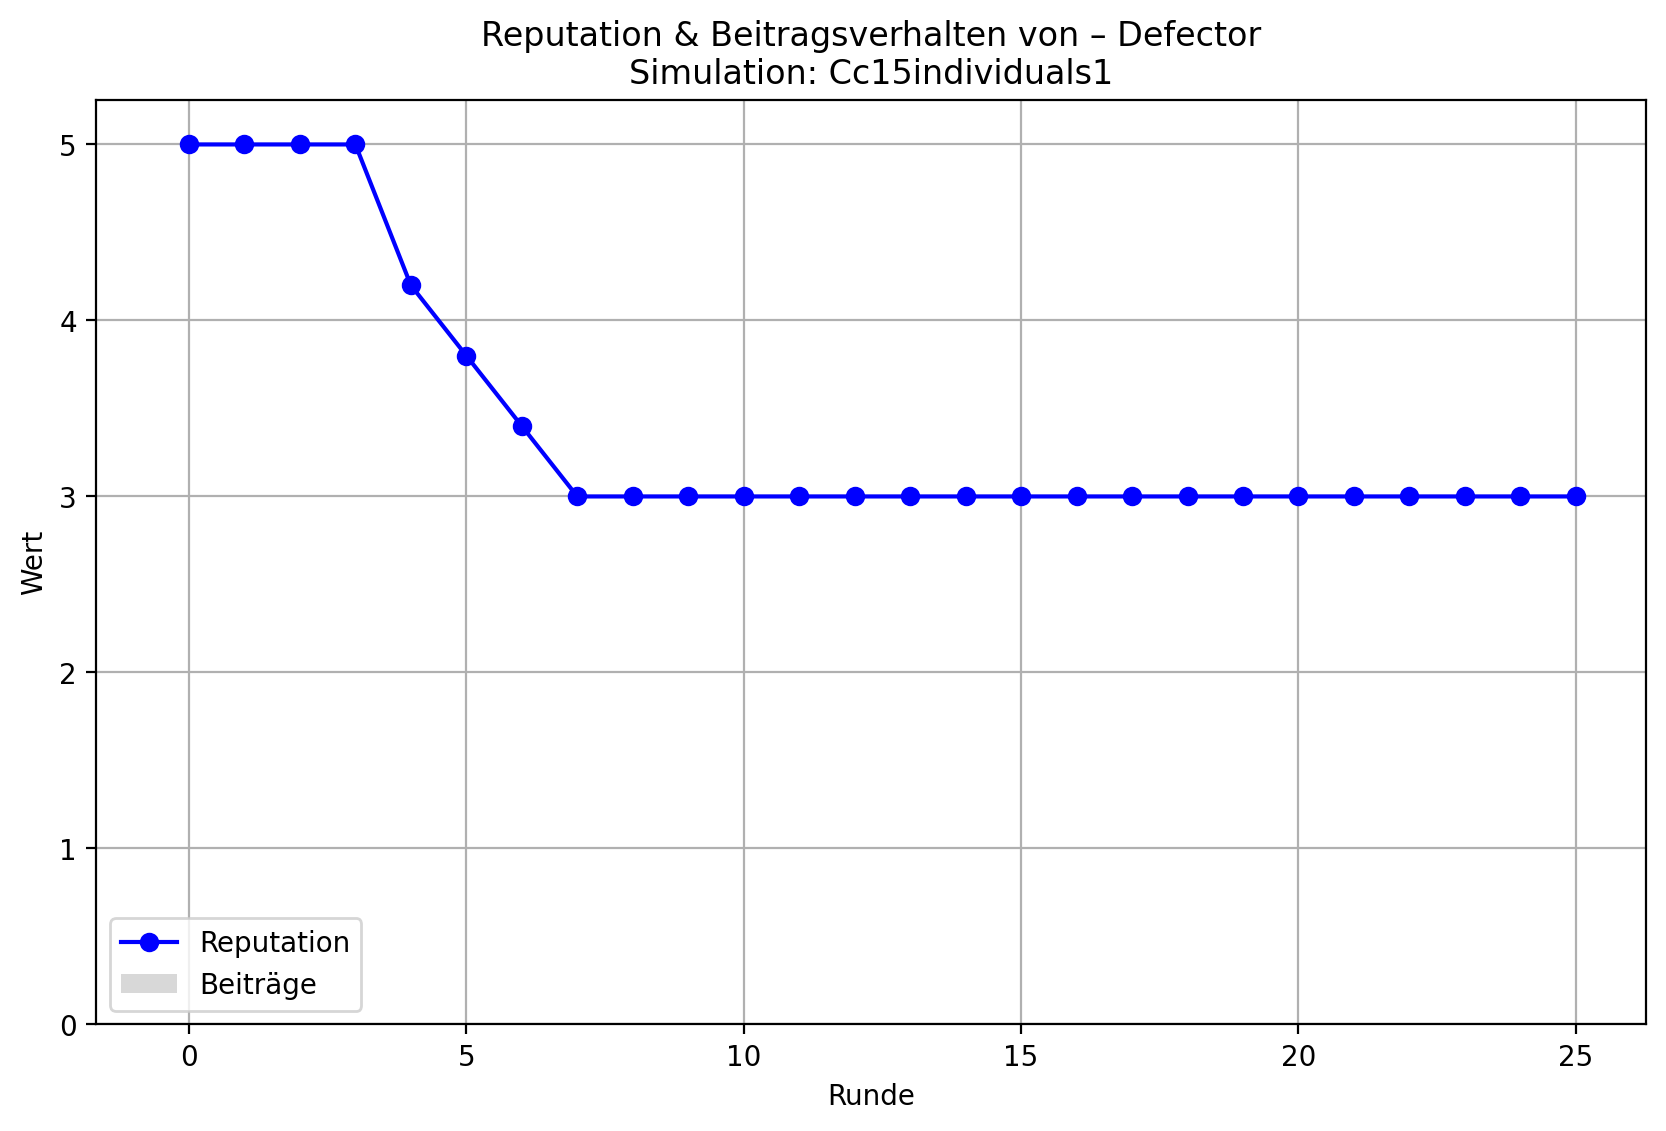 Reputation & Beitragsverhalten von – Defector
Simulation: Cc15individuals1
5
4
3
2
1
0
Wert
Reputation
Beiträge
0 5 10 15 20 25
Runde